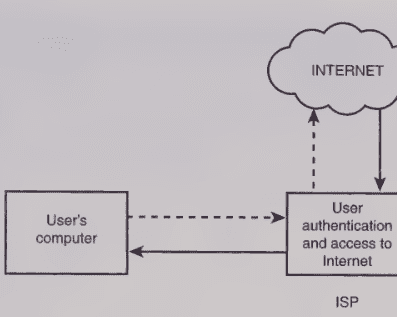 INTERNET
User's
computer
User
authentication
and access to
Internet
ISP